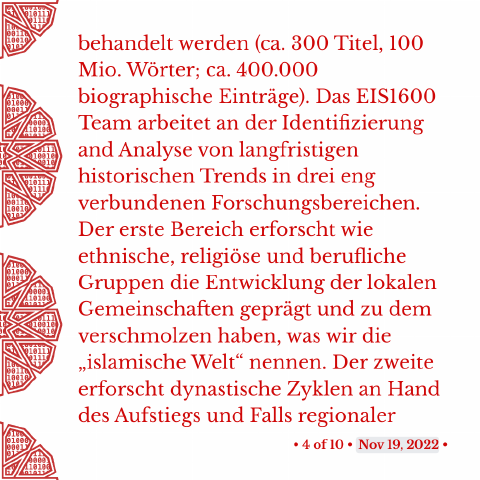 behandelt werden (ca. 300 Titel, 100
Mio. Wörter; ca. 400.000
biographische Einträge). Das EIS1600
Team arbeitet an der Identifizierung
and Analyse von langfristigen
historischen Trends in drei eng
verbundenen Forschungsbereichen.
Der erste Bereich erforscht wie
ethnische, religiöse und berufliche
Gruppen die Entwicklung der lokalen
Gemeinschaften geprägt und zu dem
verschmolzen haben, was wir die
„islamische Welt“ nennen. Der zweite
erforscht dynastische Zyklen an Hand
des Aufstiegs und Falls regionaler
• 4 of 10 • Nov 19, 2022 •